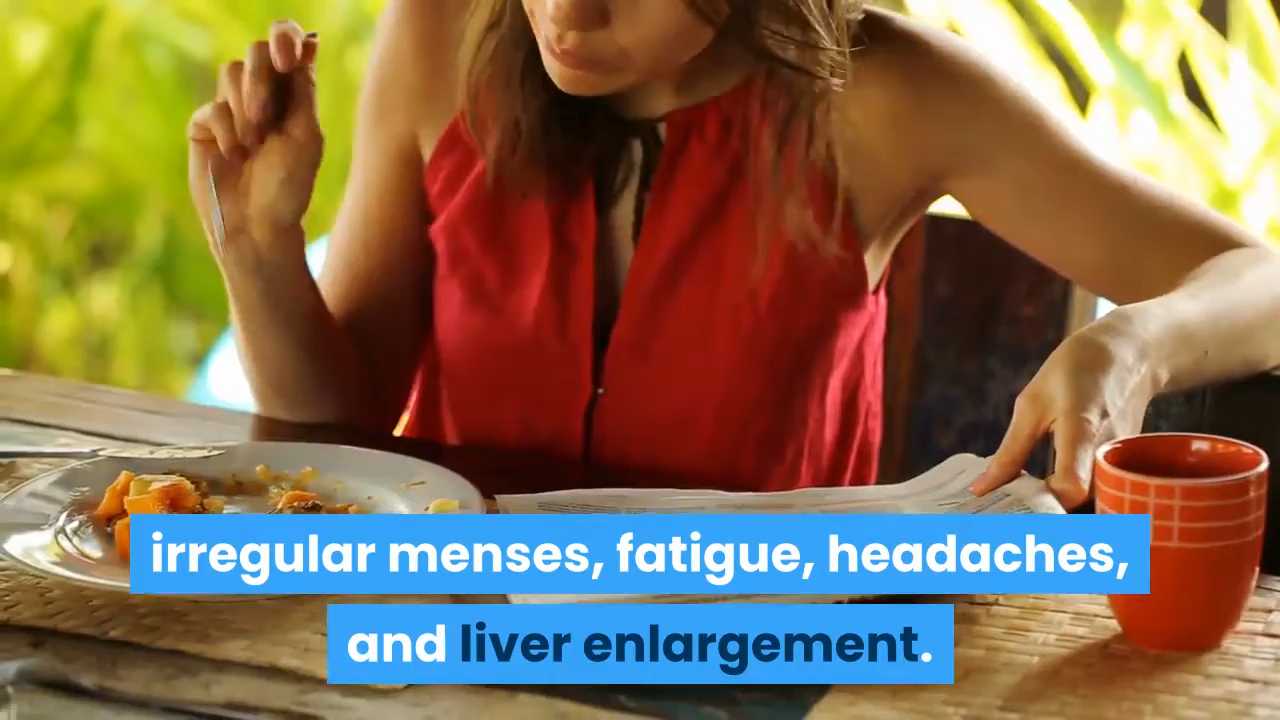 irregular menses, fatigue, headaches,
and liver enlargement.